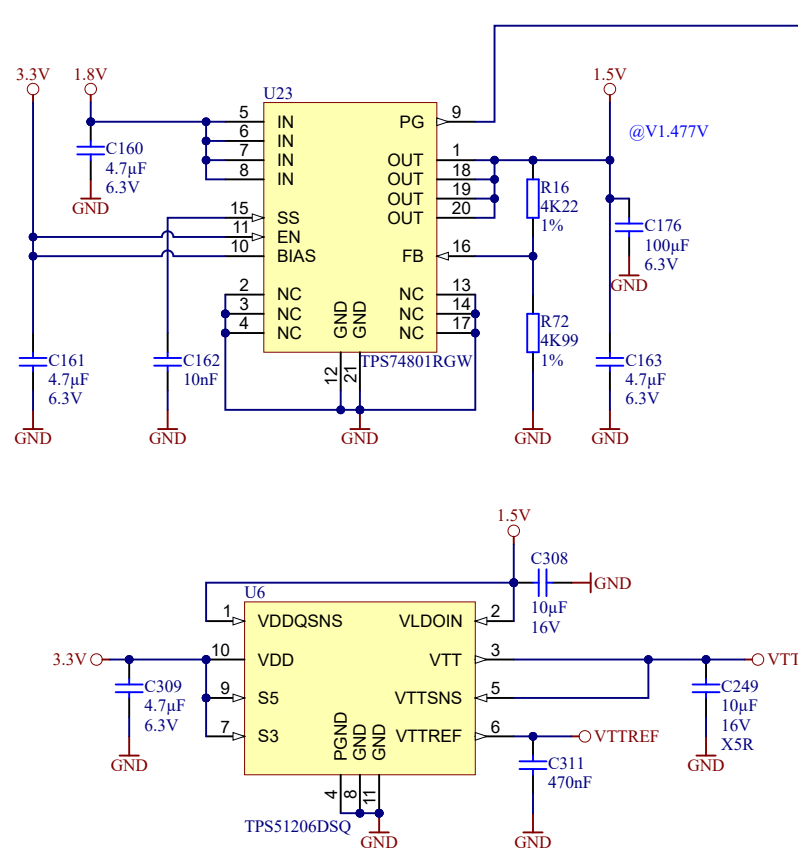 3.3V
1.8V
1.5V
@V1.477V
U23
5 IN
6 IN
7 IN
8 IN
15 SS
11 EN
10 BIAS
2 NC
3 NC
4 NC
PG 9
OUT 1
OUT 18
OUT 19
OUT 20
FB 16
NC 13
NC 14
NC 17
GND 12
GND 21
TPS74801RGW
C160
4.7µF
6.3V
GND
C161
4.7µF
6.3V
GND
C162
10nF
GND
GND
R16
4K22
1%
R72
4K99
1%
GND
C176
100µF
6.3V
GND
C163
4.7µF
6.3V
GND
1.5V
C308
10µF
16V
GND
U6
1 VDDQSNS
10 VDD
9 S5
7 S3
VLDOIN 2
VTT 3
VTTSNS 5
VTTREF 6
PGND 4
GND 8
GND 11
TPS51206DSQ
GND
3.3V
C309
4.7µF
6.3V
GND
VTT
C249
10µF
16V
X5R
GND
VTTREF
C311
470nF
GND